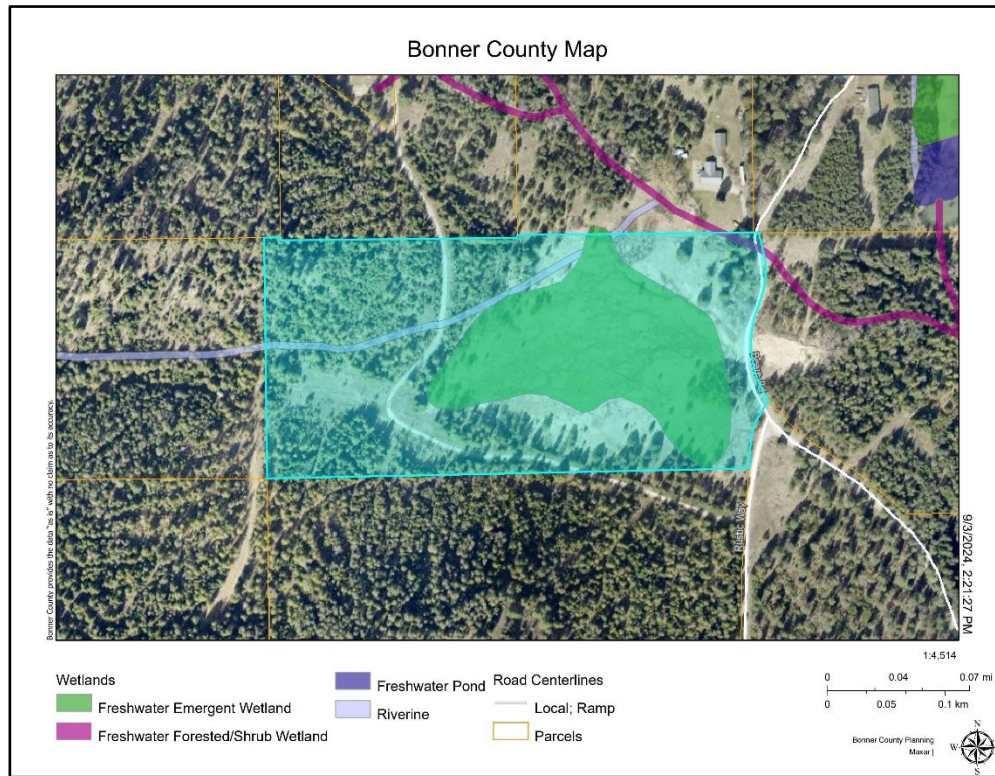 Bonner County Map
Bonner County provides the data "as is" with no claim as to its accuracy.
Rustic Way
9/3/2024, 2:21:27 PM
1:4,514
Wetlands
Freshwater Emergent Wetland
Freshwater Forested/Shrub Wetland
Freshwater Pond
Riverine
Road Centerlines
Local; Ramp
Parcels
0 0.04 0.07 mi
0 0.05 0.1 km
Bonner County Planning
Maxar |
N
W E
S